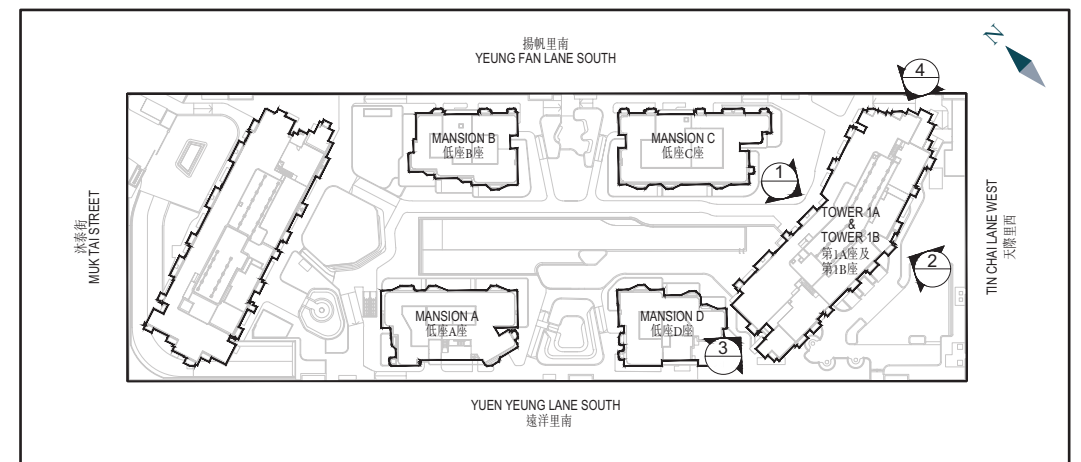 揚帆里南
YEUNG FAN LANE SOUTH
N
4
MANSION B
低座B座
MANSION C
低座C座
1
沐泰街
MUK TAI STREET
TOWER 1A
&
TOWER 1B
第1A座及
第1B座
2
TIN CHAI LANE WEST
天際里西
MANSION A
低座A座
MANSION D
低座D座
3
YUEN YEUNG LANE SOUTH
遠洋里南